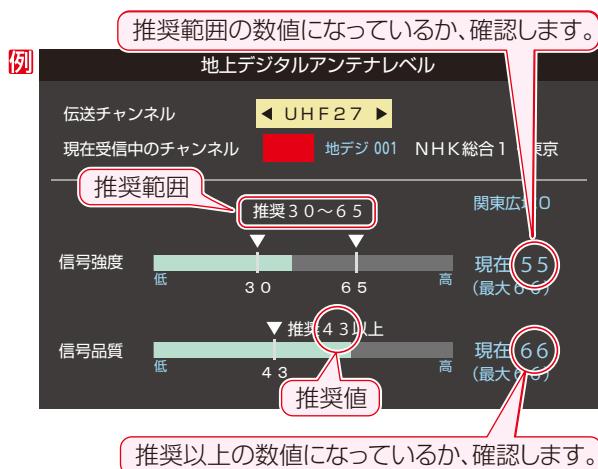 推奨範囲の数値になっているか、確認します。
例
地上デジタルアンテナレベル
伝送チャンネル ◀ UHF27 ▶
現在受信中のチャンネル 地デジ 001 NHK総合1 東京
推奨範囲
推奨30～65
関東広域0
信号強度
低 30 65 高
現在 55
(最大66)
▼推奨43以上
信号品質
低 43 高
現在 66
(最大66)
推奨値
推奨以上の数値になっているか、確認します。